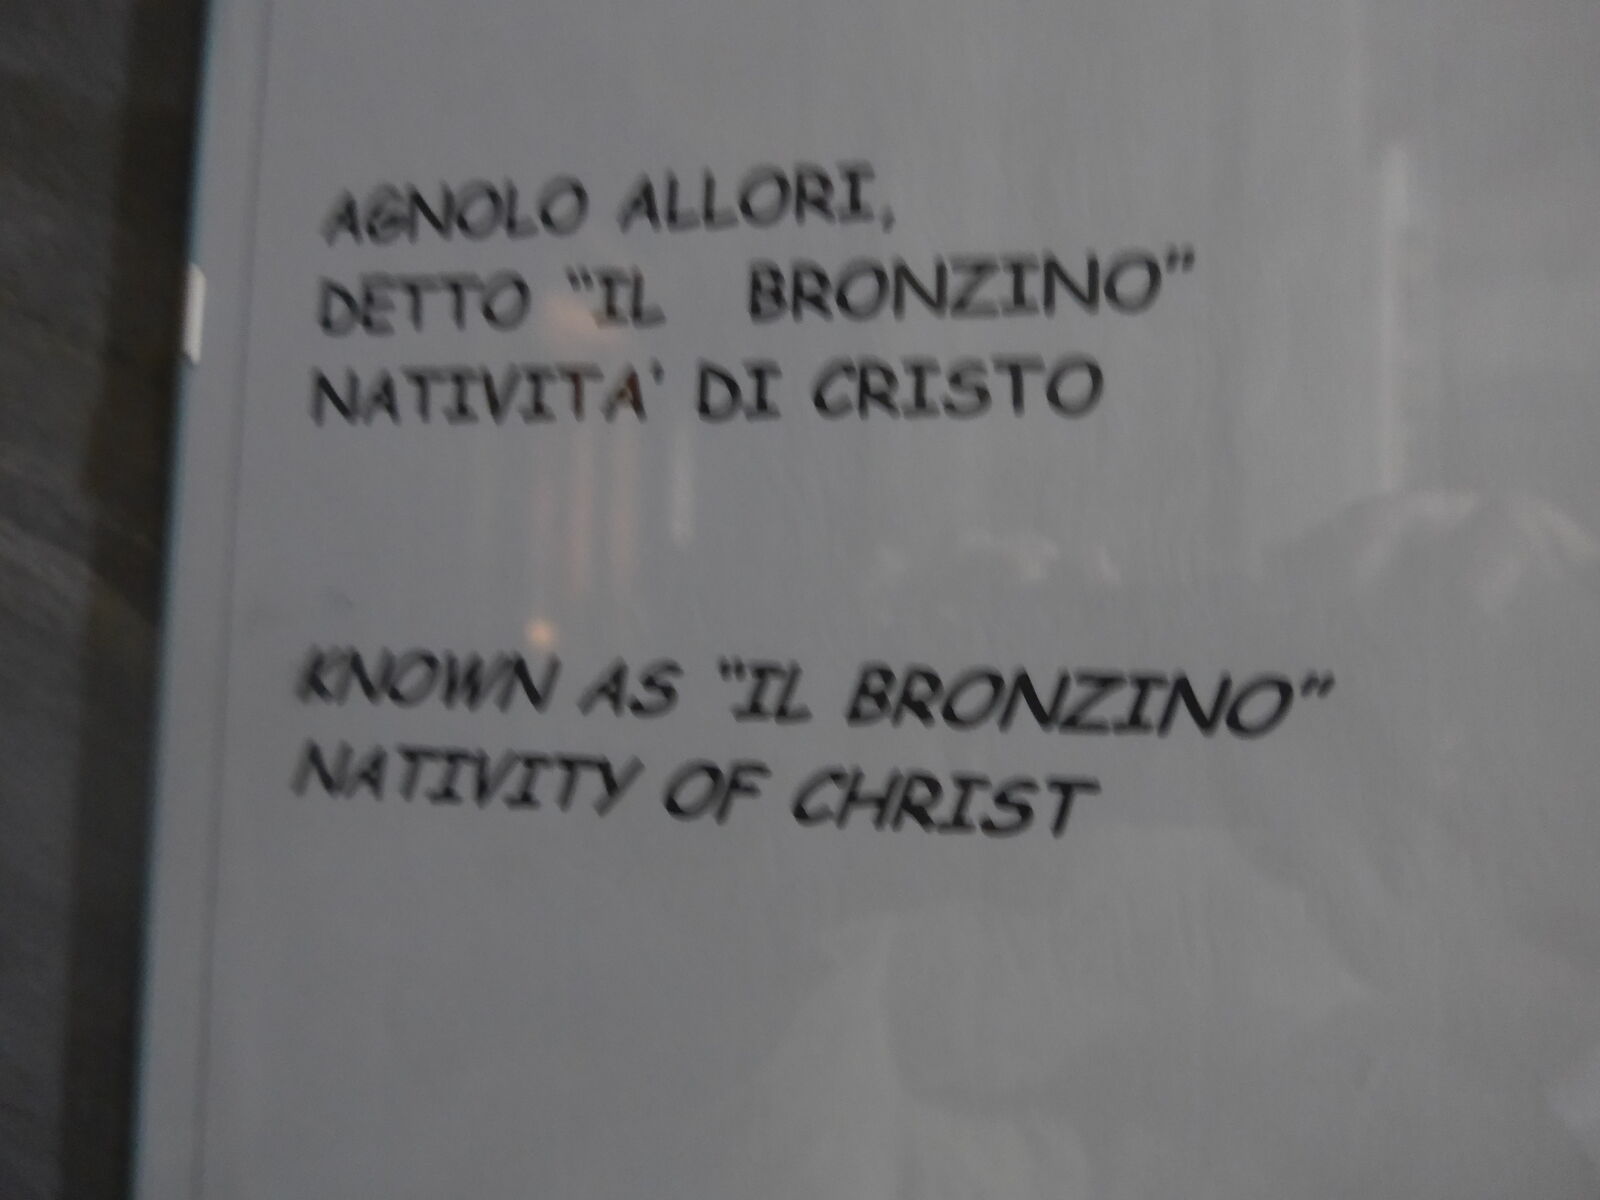 AGNOLO ALLORI,
DETTO "IL BRONZINO"
NATIVITA' DI CRISTO
KNOWN AS "IL BRONZINO"
NATIVITY OF CHRIST